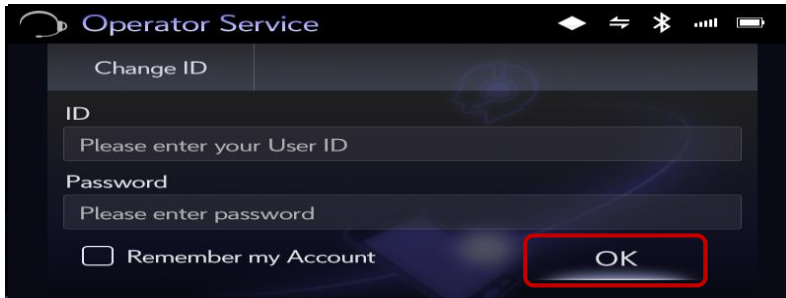 Operator Service
Change ID
ID
Please enter your User ID
Password
Please enter password
Remember my Account
OK